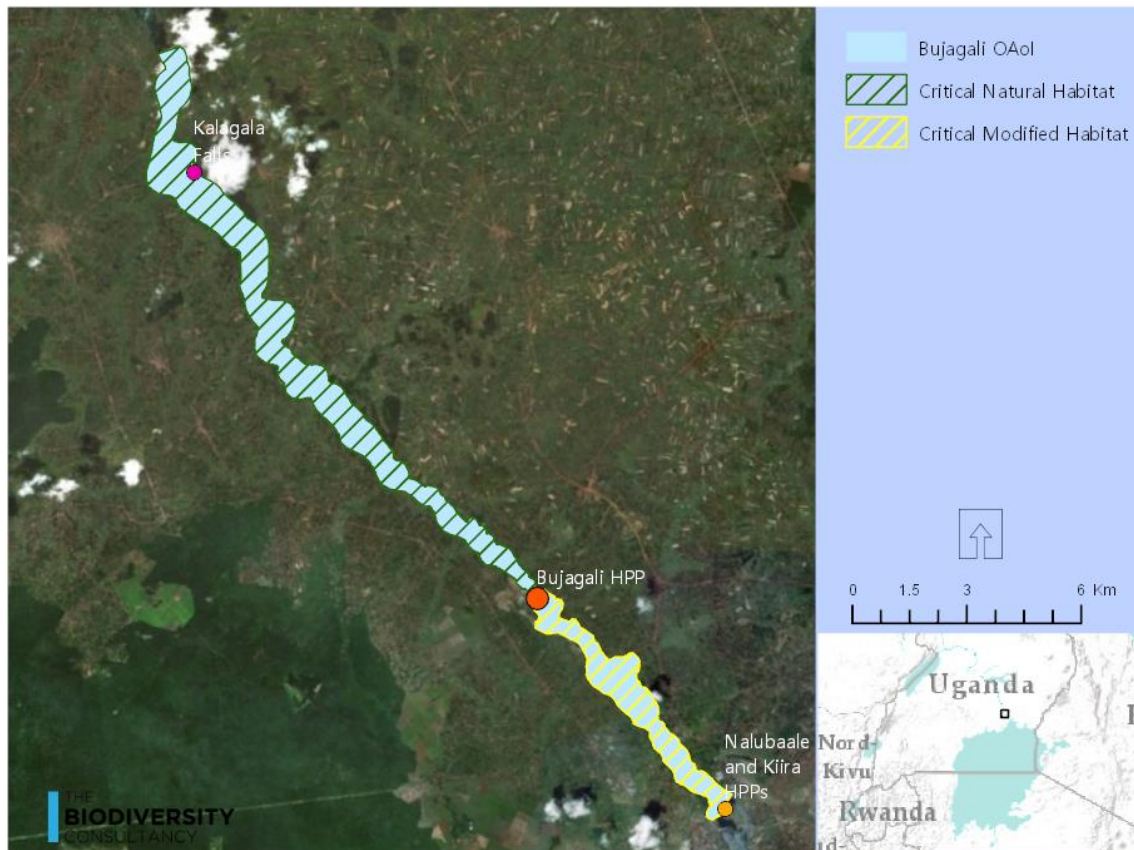 Bujagali OAoI
Critical Natural Habitat
Critical Modified Habitat
Kalagala
Falls
Bujagali HPP
Nalubaale
and Kiira
HPPs
0 1.5 3 6 Km
Uganda
Nord-
Kivu
Rwanda
THE
BIODIVERSITY
CONSULTANCY